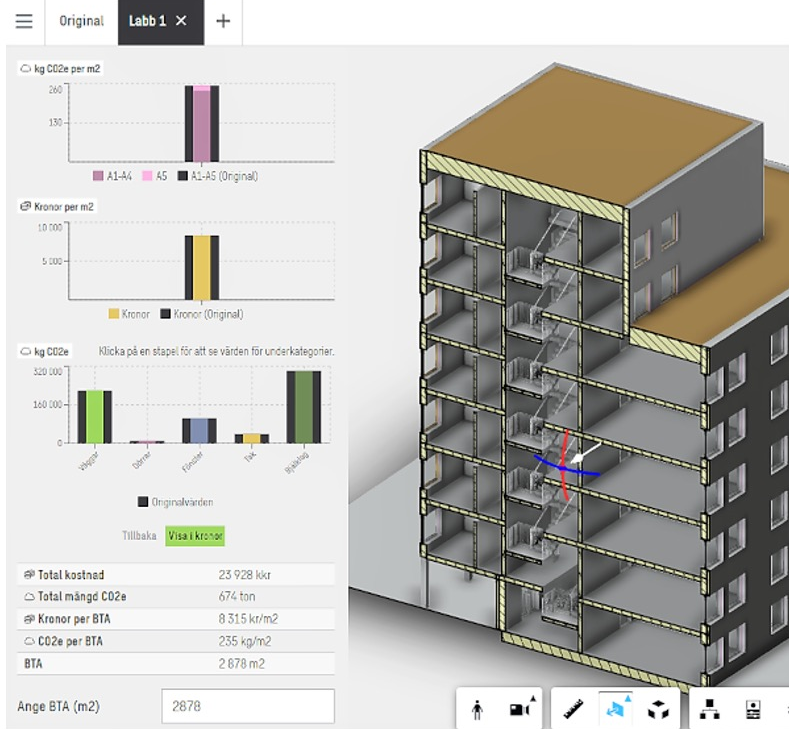 Original
Labb 1
kg CO2e per m2
260
130
A1-A4 A5 A1-A5 (Original)
Kronor per m2
10 000
5 000
Kronor Kronor (Original)
kg CO2e Klicka på en stapel för att se värden för underkategorier.
320 000
160 000
0
Väggar Dörrar Fönster Tak Bjälklag
Originalvärden
Tillbaka Visa i kronor
Total kostnad 23 928 kkr
Total mängd CO2e 674 ton
Kronor per BTA 8 315 kr/m2
CO2e per BTA 235 kg/m2
BTA 2 878 m2
Ange BTA (m2) 2878